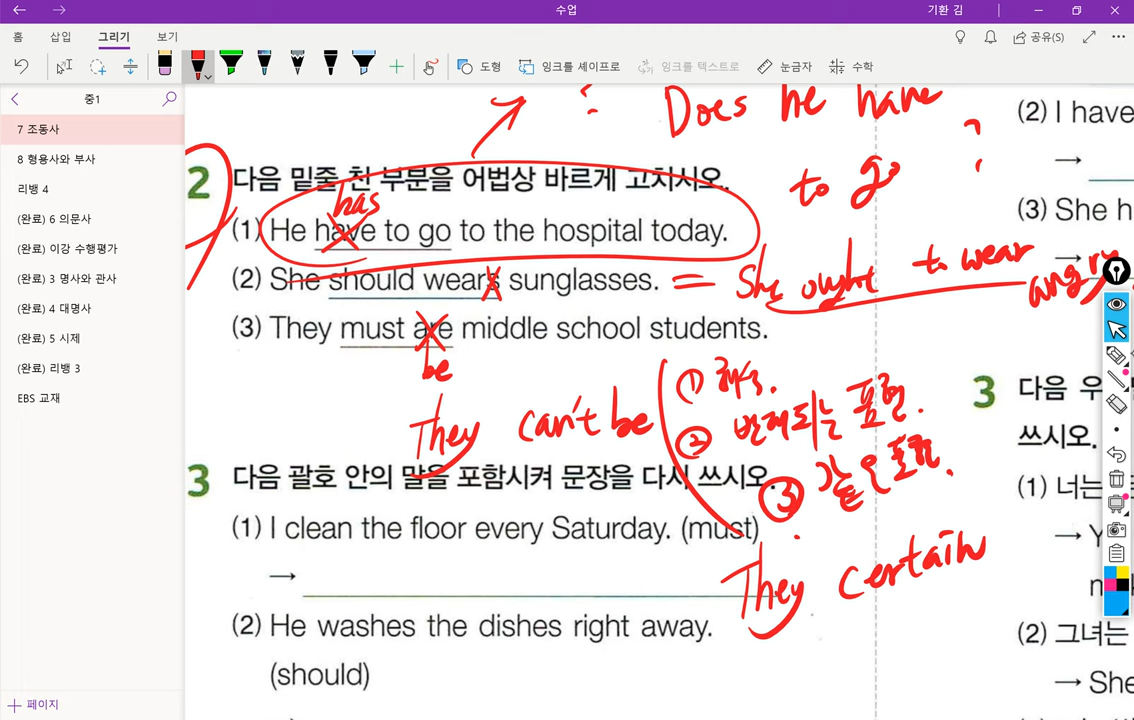 수업
기환 김
홈 삽입 그리기 보기
공유(S)
도형 잉크를 셰이프로 잉크를 텍스트로 눈금자 수학
중1
7 조동사
8 형용사와 부사
리뱅 4
(완료) 6 의문사
(완료) 이강 수행평가
(완료) 3 명사와 관사
(완료) 4 대명사
(완료) 5 시제
(완료) 리뱅 3
EBS 교재
페이지
? Does he have
to go ?
2 다음 밑줄 친 부분을 어법상 바르게 고치시오.
has
(1) He have to go to the hospital today.
(2) She should wears sunglasses. = She ought to wear
angry
(3) They must are middle school students.
be
They can't be
① 해석.
② 반대되는 표현.
③ 같은 표현.
They certain
3 다음 괄호 안의 말을 포함시켜 문장을 다시 쓰시오.
(1) I clean the floor every Saturday. (must)
→
(2) He washes the dishes right away.
(should)
(2) I have
→
(3) She h
→
3 다음 우
쓰시오.
(1) 너는
→ Y
n
(2) 그녀는
→ She